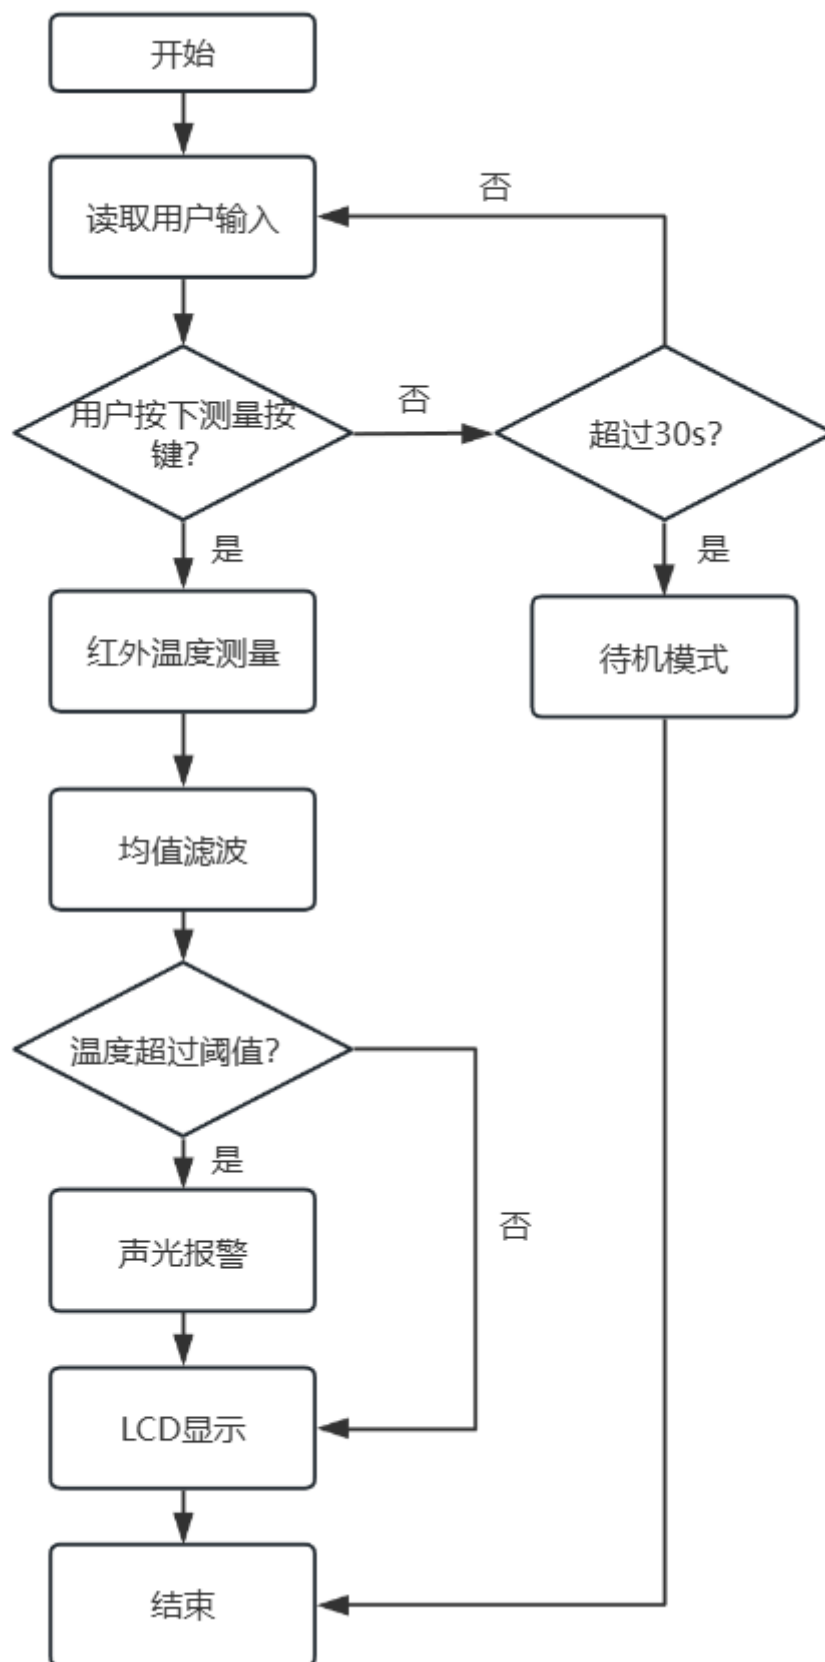 开始
读取用户输入
否
用户按下测量按
键?
否
超过30s?
是
是
红外温度测量
待机模式
均值滤波
温度超过阈值?
是
声光报警
否
LCD显示
结束